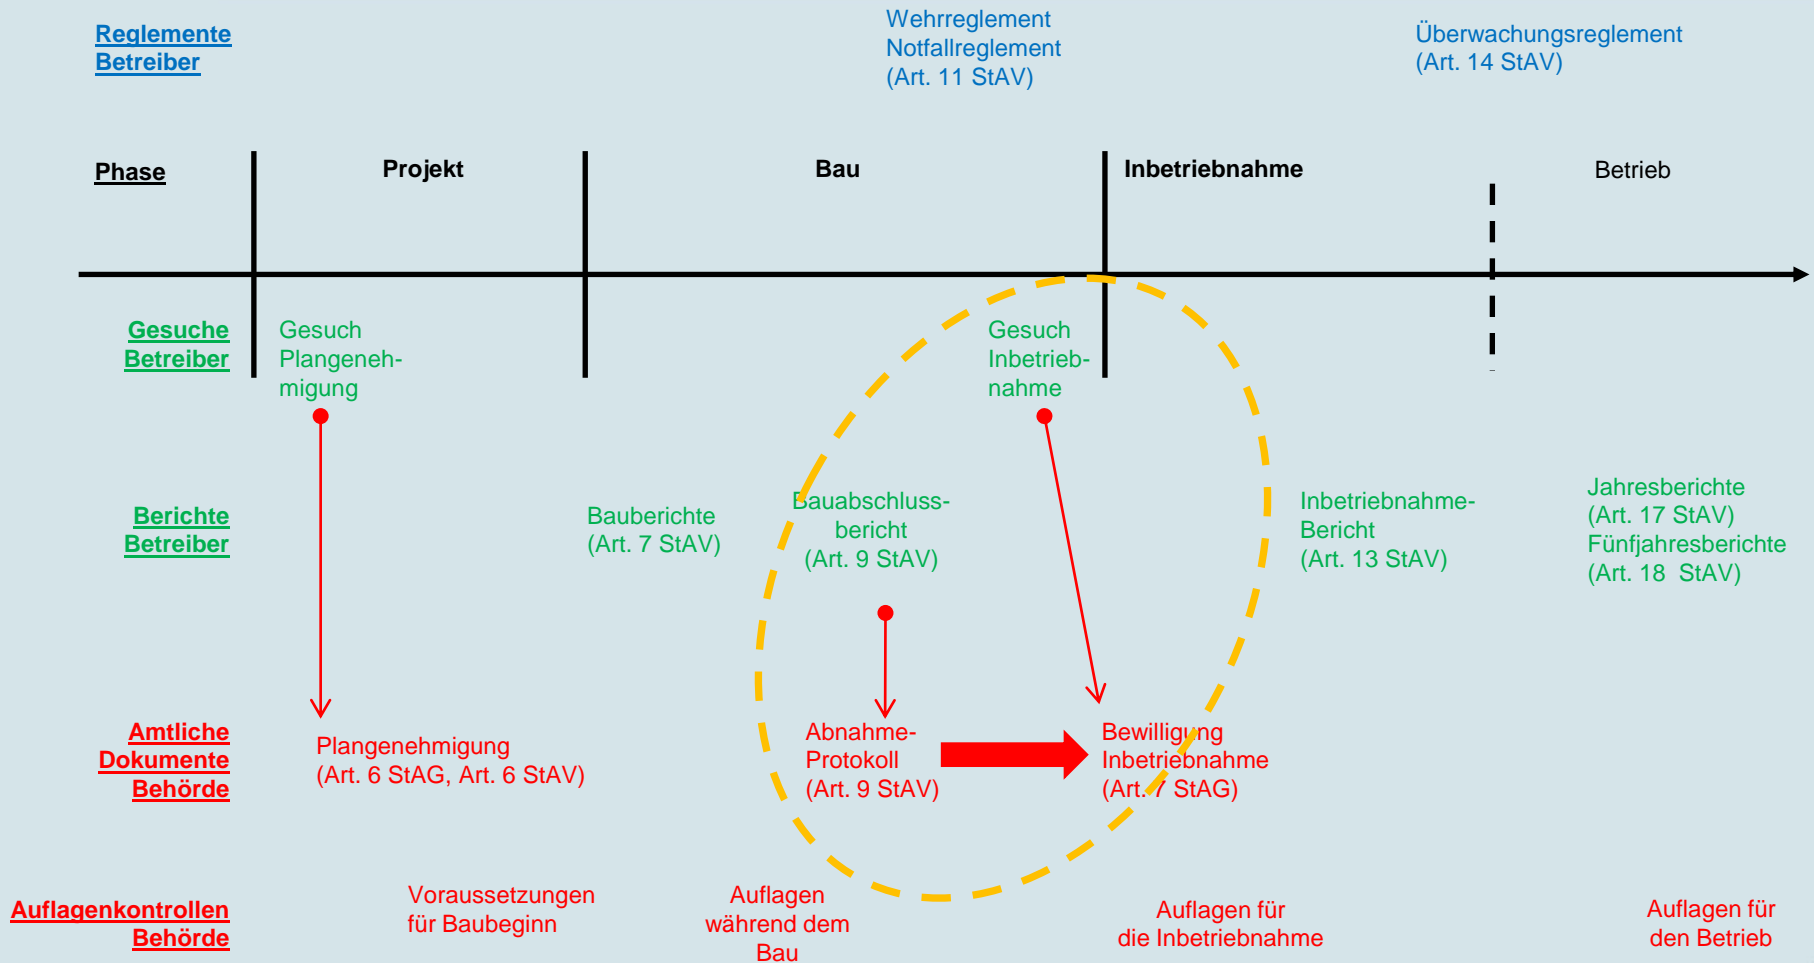 Reglemente
Betreiber
Wehrreglement
Notfallreglement
(Art. 11 StAV)
Überwachungsreglement
(Art. 14 StAV)
Phase
Projekt
Bau
Inbetriebnahme
Betrieb
Gesuche
Betreiber
Gesuch
Plangeneh-
migung
Gesuch
Inbetrieb-
nahme
Berichte
Betreiber
Bauberichte
(Art. 7 StAV)
Bauabschluss-
bericht
(Art. 9 StAV)
Inbetriebnahme-
Bericht
(Art. 13 StAV)
Jahresberichte
(Art. 17 StAV)
Fünfjahresberichte
(Art. 18 StAV)
Amtliche
Dokumente
Behörde
Plangenehmigung
(Art. 6 StAG, Art. 6 StAV)
Abnahme-
Protokoll
(Art. 9 StAV)
Bewilligung
Inbetriebnahme
(Art. 7 StAG)
Auflagenkontrollen
Behörde
Voraussetzungen
für Baubeginn
Auflagen
während dem
Bau
Auflagen für
die Inbetriebnahme
Auflagen für
den Betrieb